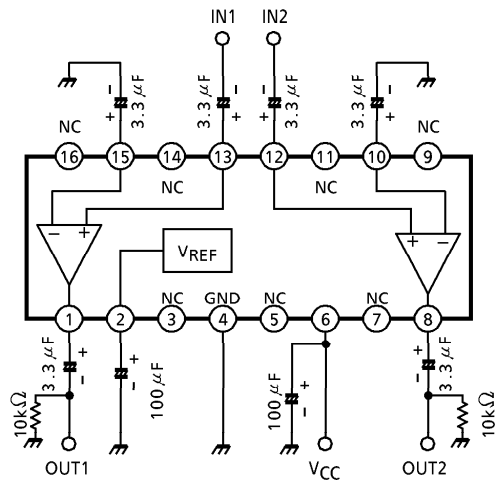 IN1 IN2
− − − −
3.3 μF 3.3 μF 3.3 μF 3.3 μF
+ + + +
NC NC
16 15 14 13 12 11 10 9
NC NC
− + + −
VREF
NC GND NC NC
1 2 3 4 5 6 7 8
+ + + +
3.3 μF 100 μF 100 μF 3.3 μF
− − − −
10kΩ 10kΩ
OUT1 VCC OUT2